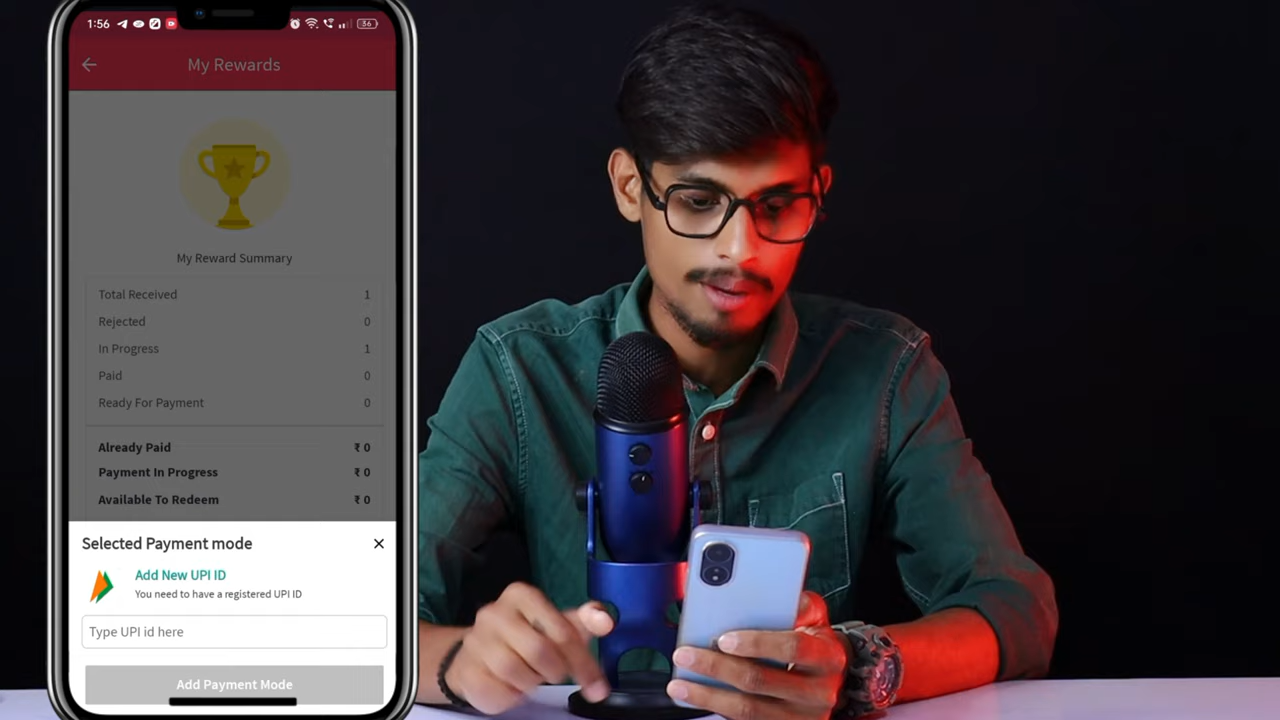 1:56
36
My Rewards
My Reward Summary
Total Received 1
Rejected 0
In Progress 1
Paid 0
Ready For Payment 0
Already Paid ₹ 0
Payment In Progress ₹ 0
Available To Redeem ₹ 0
Selected Payment mode
Add New UPI ID
You need to have a registered UPI ID
Type UPI id here
Add Payment Mode